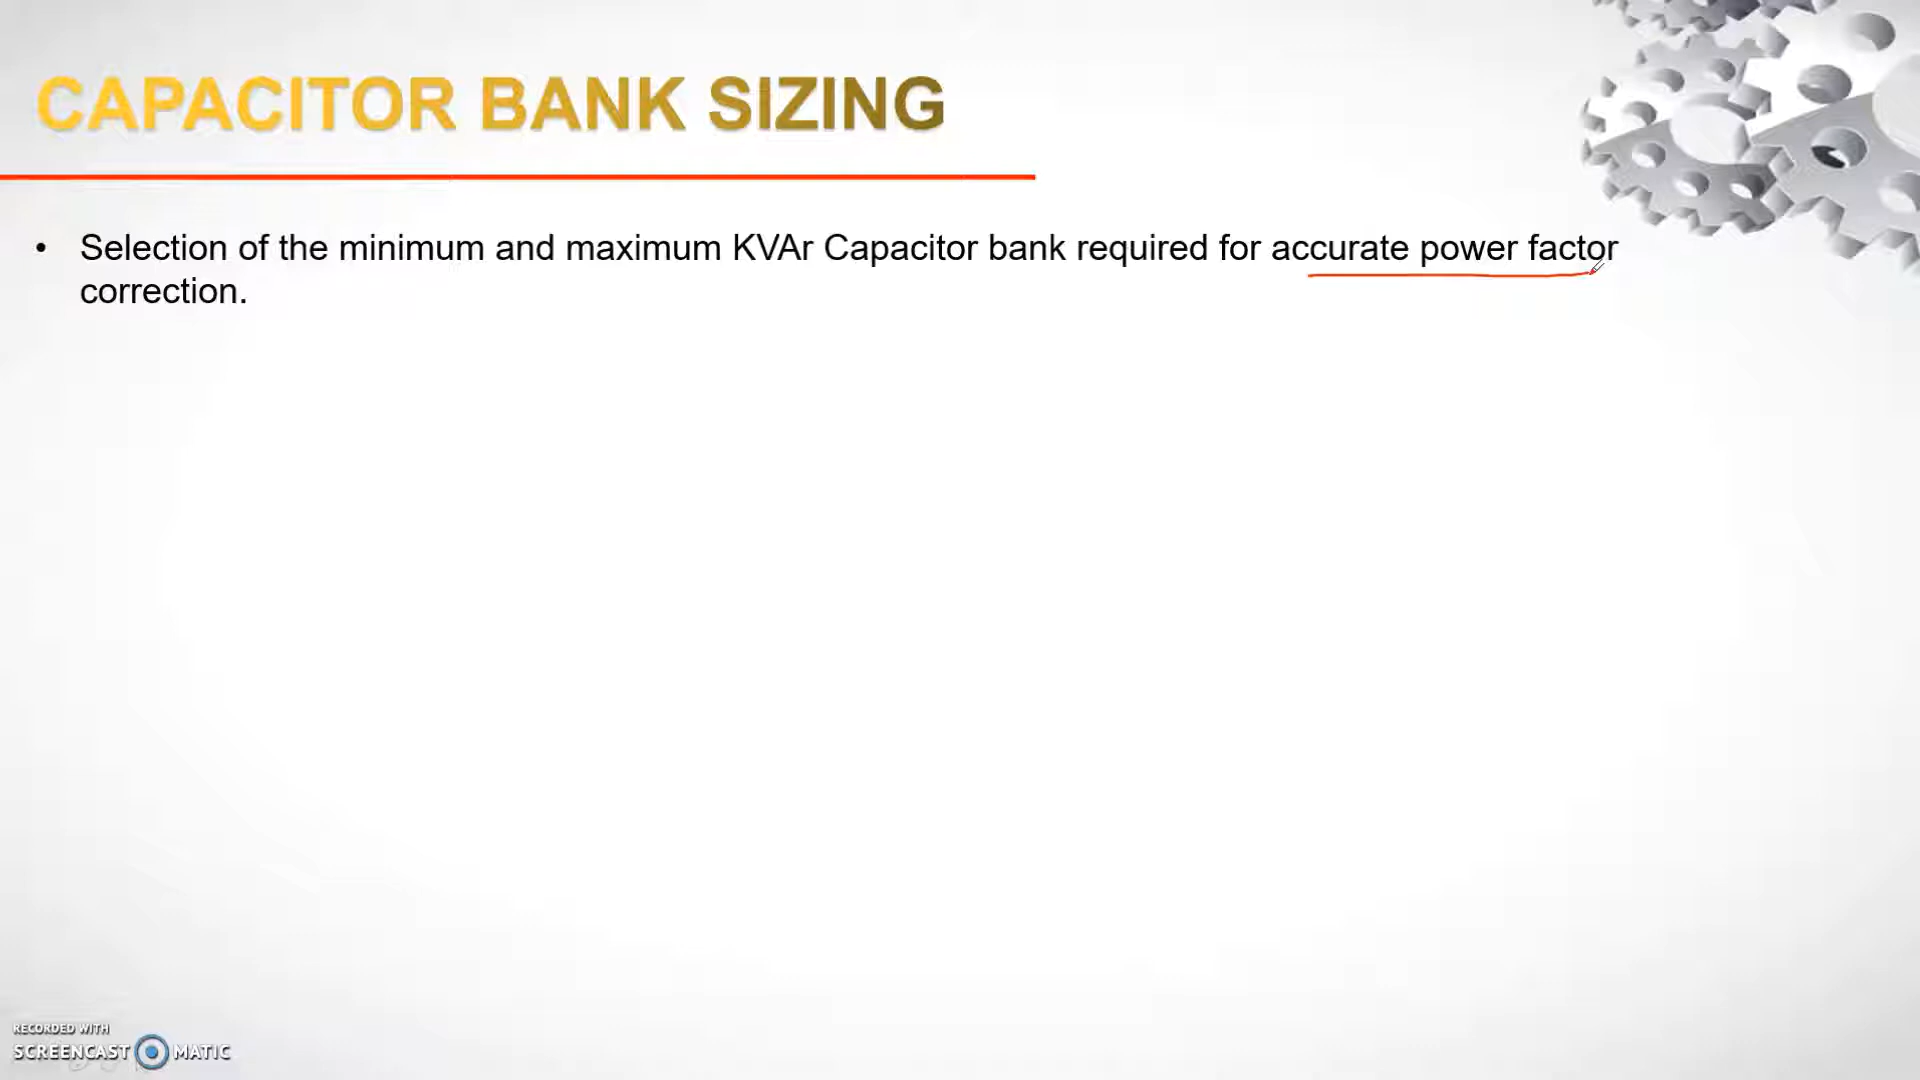 CAPACITOR BANK SIZING
• Selection of the minimum and maximum KVAr Capacitor bank required for accurate power factor
correction.
RECORDED WITH
SCREENCAST MATIC